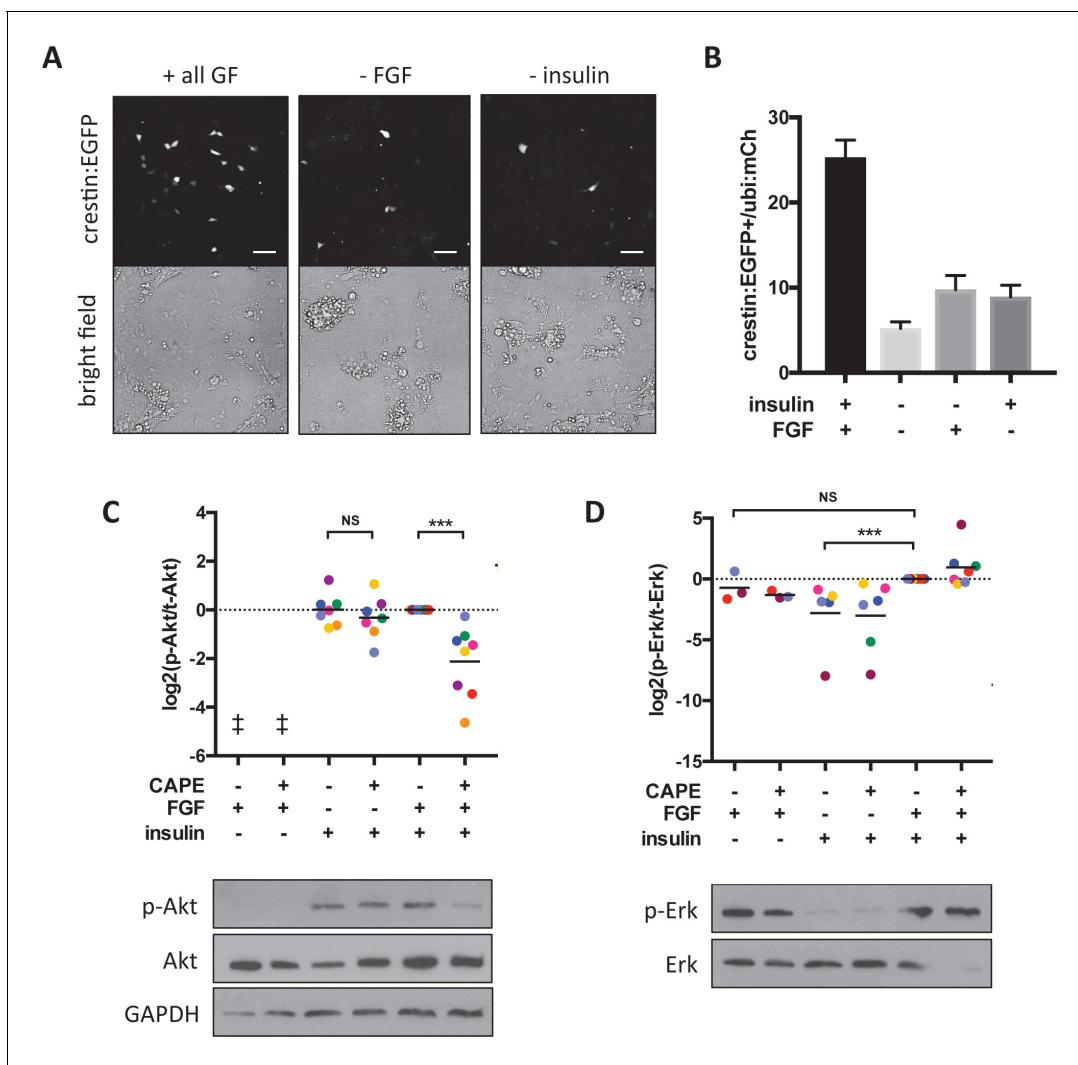 A
+ all GF
- FGF
- insulin
crestin:EGFP
bright field
B
crestin:EGFP+/ubi:mCh
30
20
10
0
insulin + - - +
FGF + - + -
C
log2(p-Akt/t-Akt)
4
2
0
-2
-4
-6
NS
***
‡ ‡
CAPE - + - + - +
FGF + + - - + +
insulin - - + + + +
p-Akt
Akt
GAPDH
D
log2(p-Erk/t-Erk)
5
0
-5
-10
-15
NS
***
CAPE - + - + - +
FGF + + - - + +
insulin - - + + + +
p-Erk
Erk